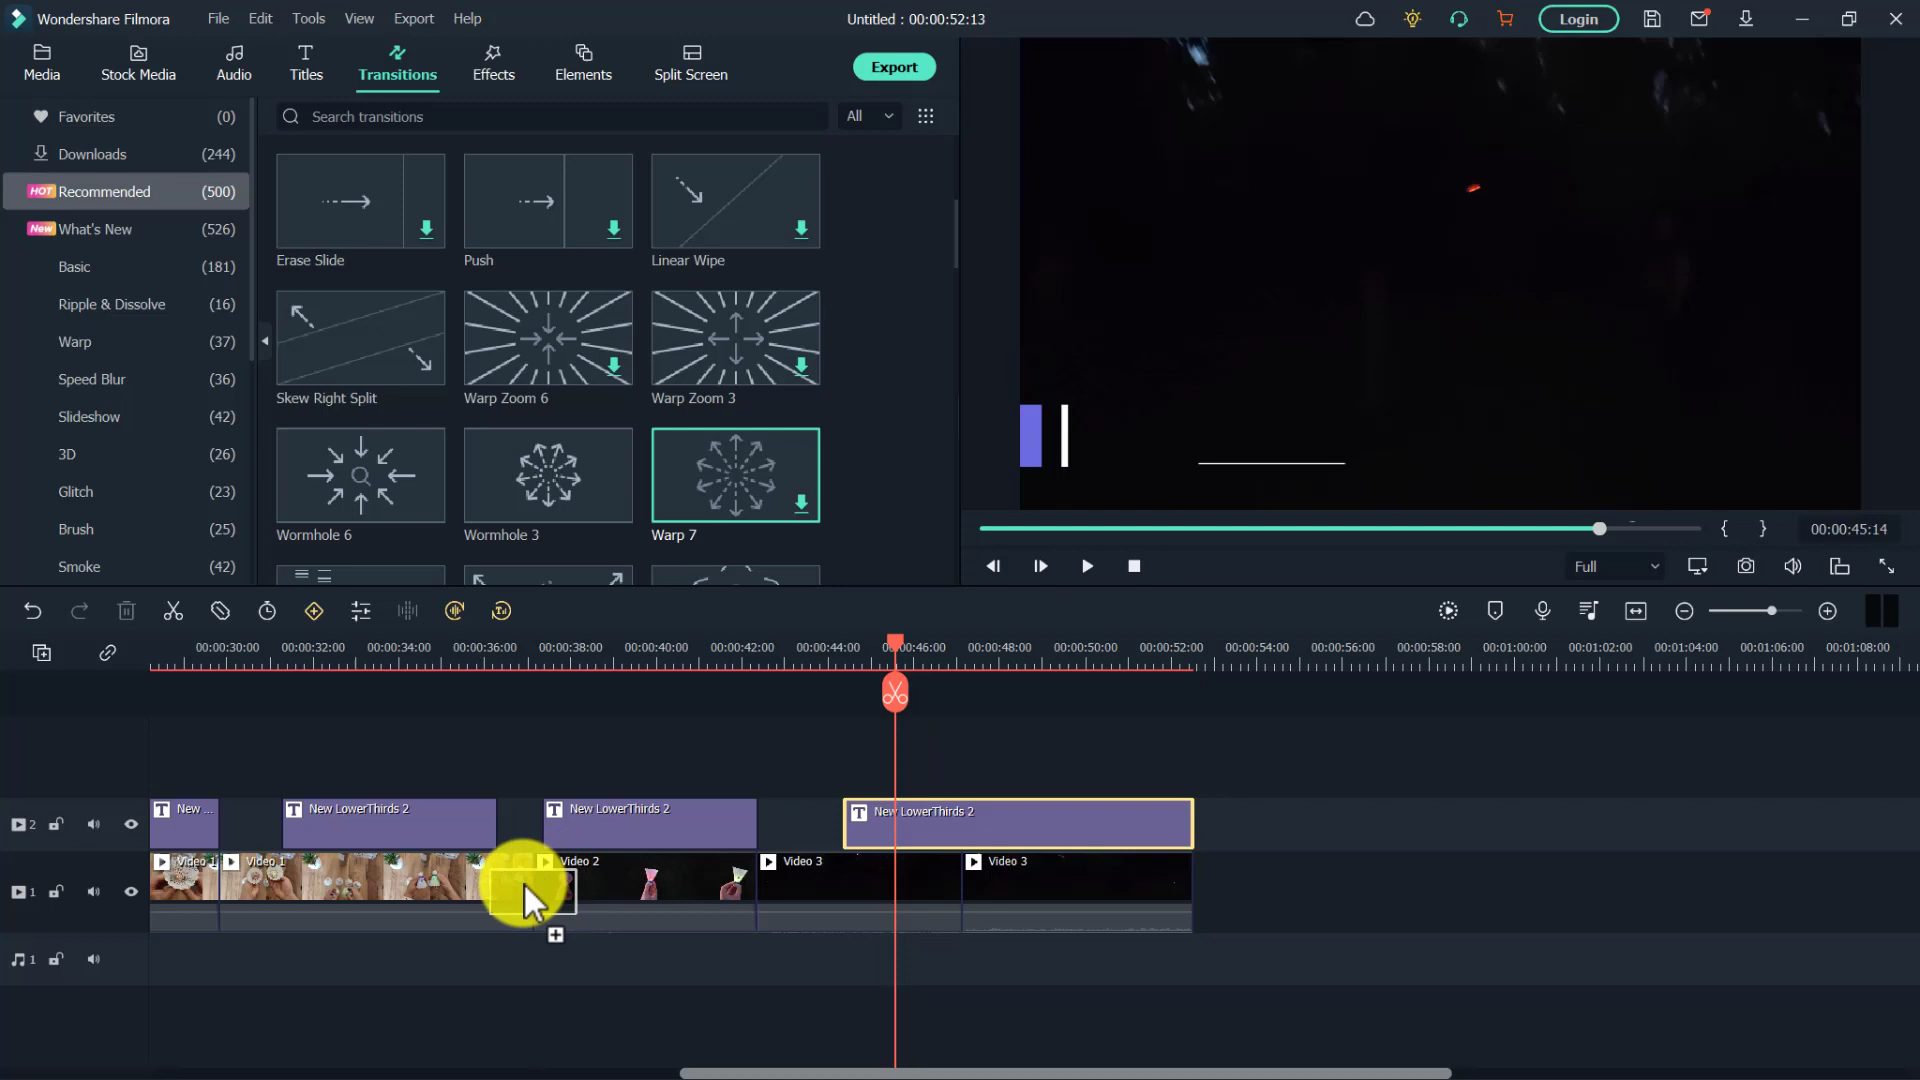 Wondershare Filmora File Edit Tools View Export Help Untitled : 00:00:52:13 Login
Media Stock Media Audio Titles Transitions Effects Elements Split Screen Export
Favorites (0)
Downloads (244)
HOT Recommended (500)
New What's New (526)
Basic (181)
Ripple & Dissolve (16)
Warp (37)
Speed Blur (36)
Slideshow (42)
3D (26)
Glitch (23)
Brush (25)
Smoke (42)
Search transitions All
Erase Slide Push Linear Wipe
Skew Right Split Warp Zoom 6 Warp Zoom 3
Wormhole 6 Wormhole 3 Warp 7
{ } 00:00:45:14
Full
00:00:30:00 00:00:32:00 00:00:34:00 00:00:36:00 00:00:38:00 00:00:40:00 00:00:42:00 00:00:44:00 00:00:46:00 00:00:48:00 00:00:50:00 00:00:52:00 00:00:54:00 00:00:56:00 00:00:58:00 00:01:00:00 00:01:02:00 00:01:04:00 00:01:06:00 00:01:08:00
2 T New ... T New LowerThirds 2 T New LowerThirds 2 T New LowerThirds 2
1 Video 1 Video 1 Video 2 Video 3 Video 3
1